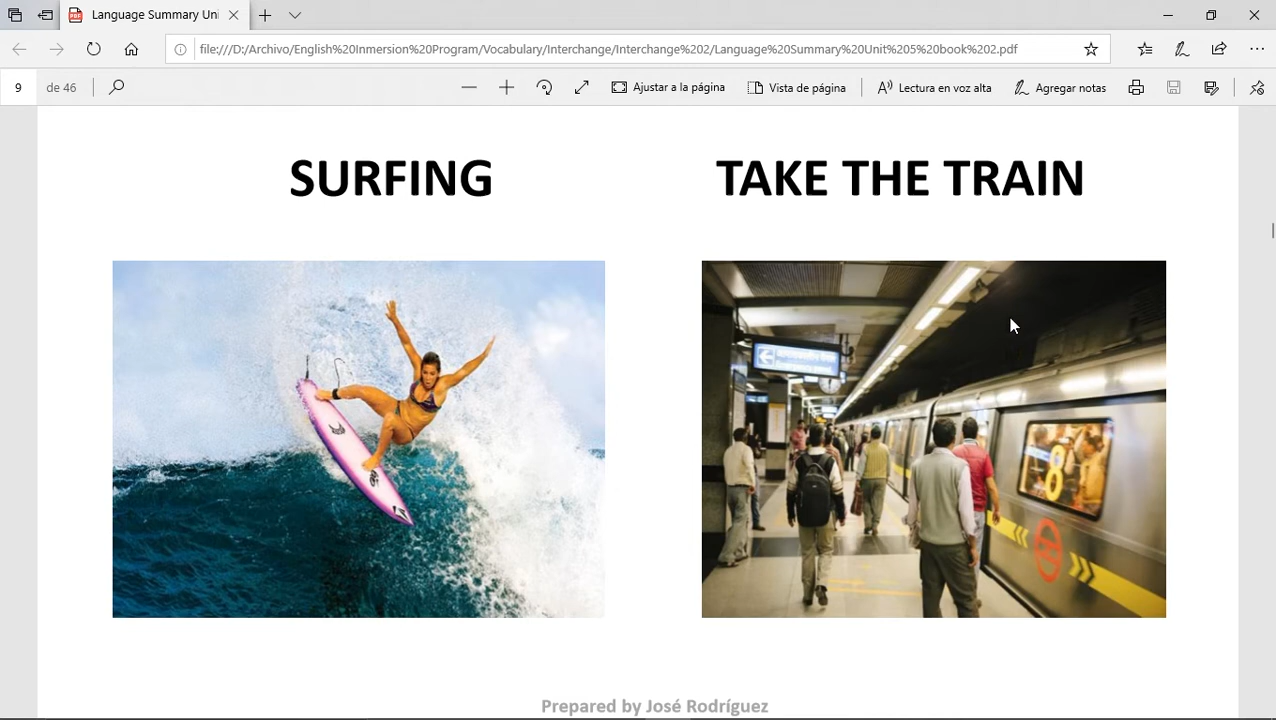 Language Summary Uni
file:///D:/Archivo/English%20Inmersion%20Program/Vocabulary/Interchange/Interchange%202/Language%20Summary%20Unit%205%20book%202.pdf
9 de 46
Ajustar a la página
Vista de página
Lectura en voz alta
Agregar notas
SURFING
TAKE THE TRAIN
8
Prepared by José Rodríguez